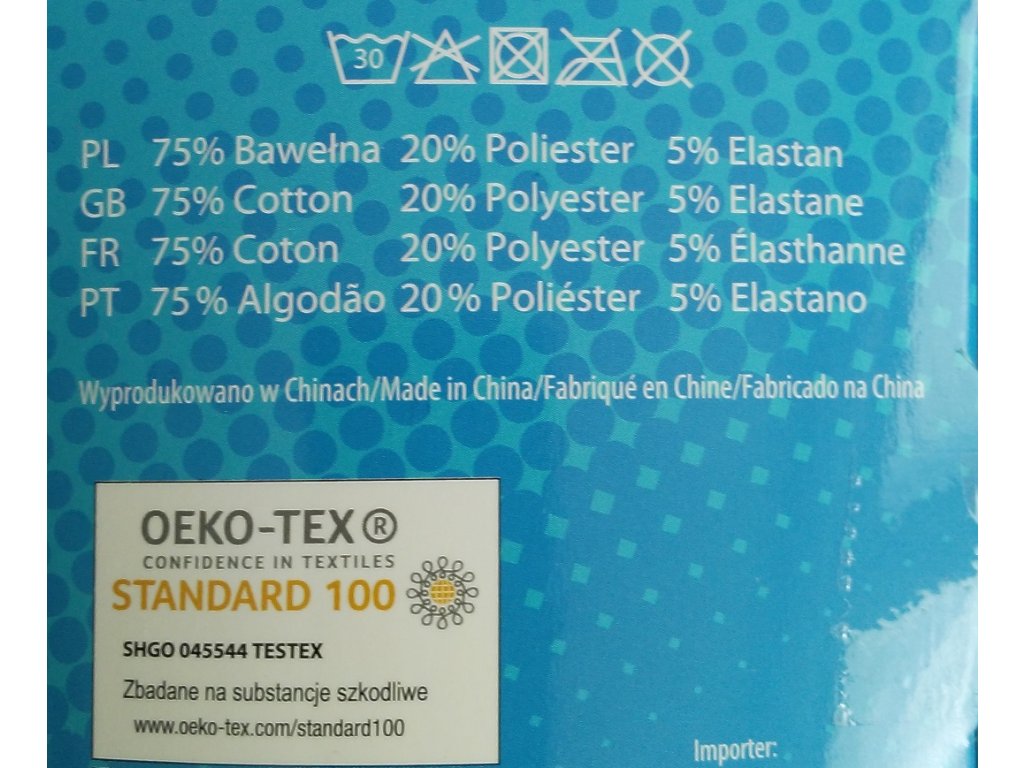 30
PL 75% Bawełna 20% Poliester 5% Elastan
GB 75% Cotton 20% Polyester 5% Elastane
FR 75% Coton 20% Polyester 5% Élasthanne
PT 75% Algodão 20% Poliéster 5% Elastano
Wyprodukowano w Chinach/Made in China/Fabriqué en Chine/Fabricado na China
OEKO-TEX®
CONFIDENCE IN TEXTILES
STANDARD 100
SHGO 045544 TESTEX
Zbadane na substancje szkodliwe
www.oeko-tex.com/standard100
Importer: